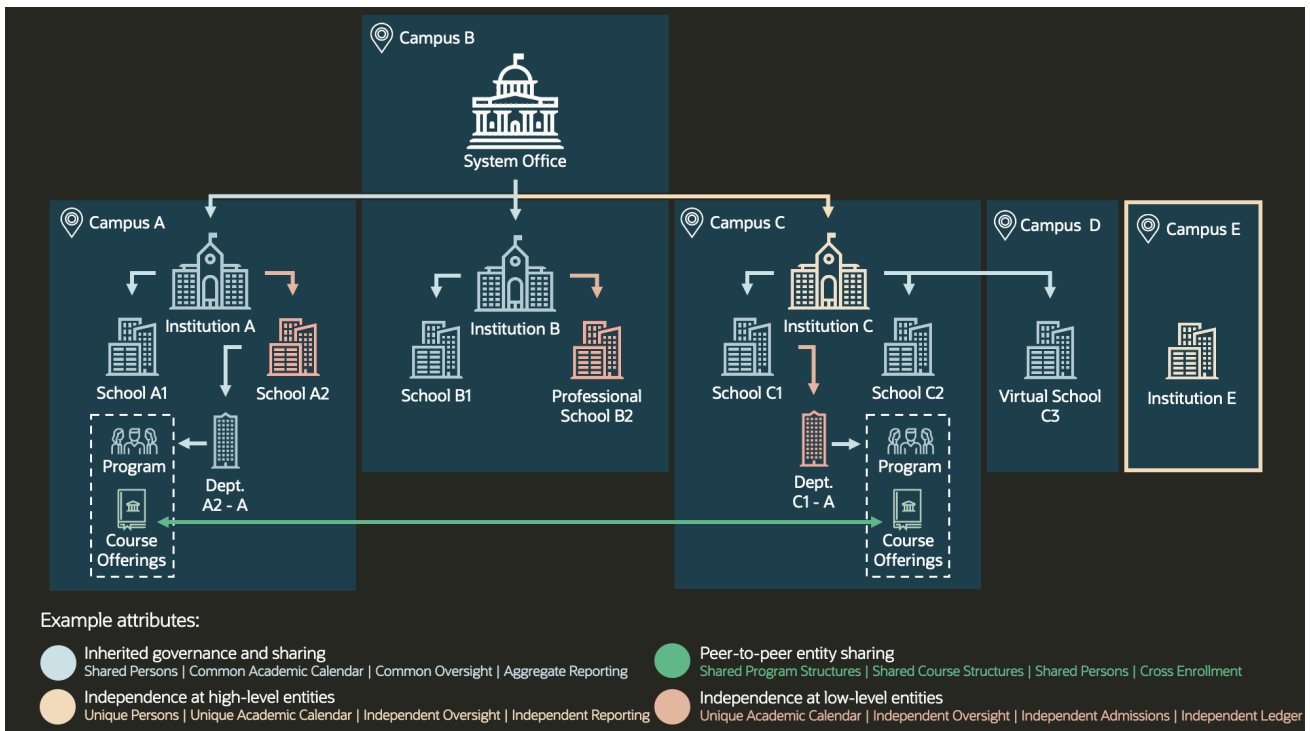 Campus B
System Office
Campus A
Campus C
Campus D
Campus E
Institution A
Institution B
Institution C
School A1
School A2
School B1
Professional
School B2
School C1
School C2
Virtual School
C3
Institution E
Program
Dept.
A2 - A
Course
Offerings
Dept.
C1 - A
Program
Course
Offerings
Example attributes:
Inherited governance and sharing
Shared Persons | Common Academic Calendar | Common Oversight | Aggregate Reporting
Independence at high-level entities
Unique Persons | Unique Academic Calendar | Independent Oversight | Independent Reporting
Peer-to-peer entity sharing
Shared Program Structures | Shared Course Structures | Shared Persons | Cross Enrollment
Independence at low-level entities
Unique Academic Calendar | Independent Oversight | Independent Admissions | Independent Ledger